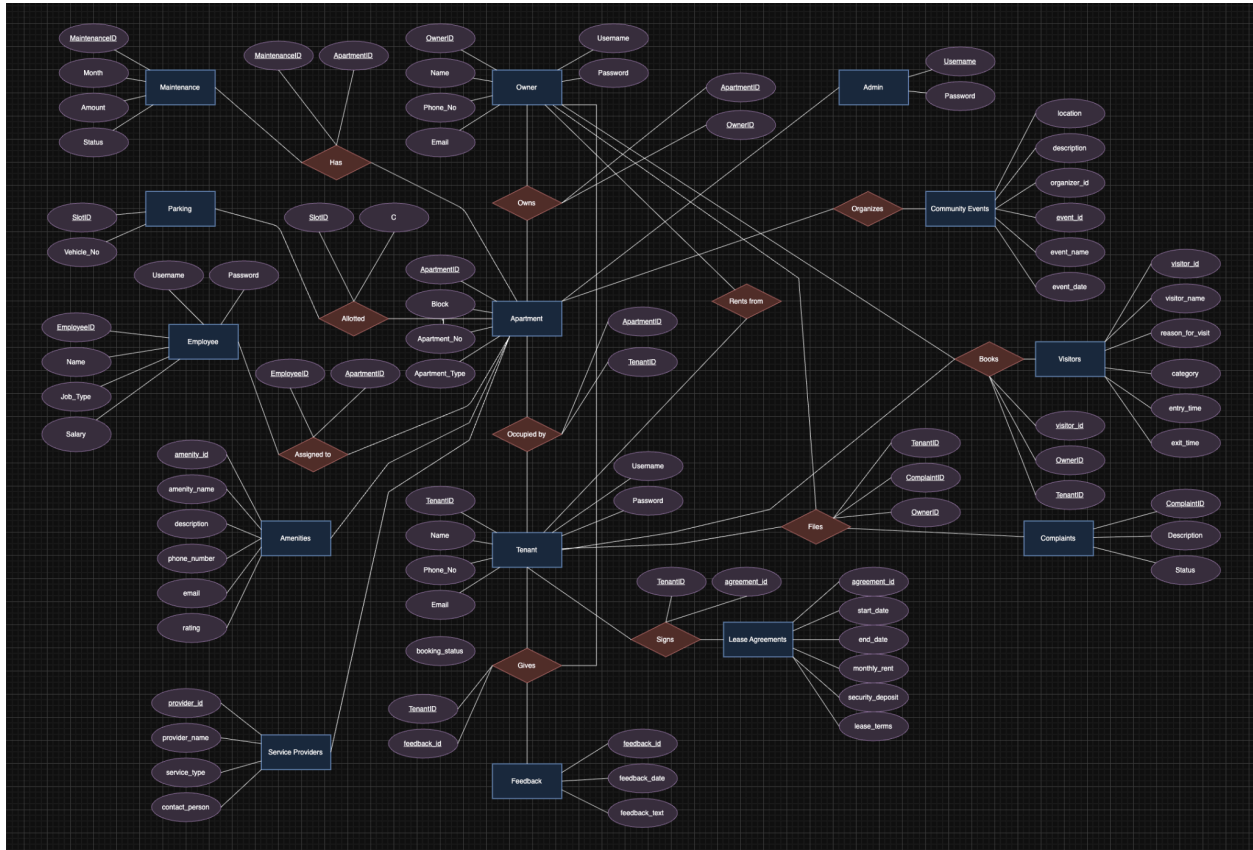 MaintenanceID
Month
Amount
Status
Maintenance
MaintenanceID
ApartmentID
Has
OwnerID
Name
Phone_No
Email
Owner
Username
Password
ApartmentID
OwnerID
Owns
Admin
Username
Password
Parking
SlotID
Vehicle_No
SlotID
C
Allotted
Organizes
Community Events
location
description
organizer_id
event_id
event_name
event_date
Employee
Username
Password
EmployeeID
Name
Job_Type
Salary
EmployeeID
ApartmentID
Assigned to
ApartmentID
Block
Apartment_No
Apartment_Type
Apartment
Rents from
ApartmentID
TenantID
Occupied by
Books
Visitors
visitor_id
visitor_name
reason_for_visit
category
entry_time
exit_time
visitor_id
OwnerID
TenantID
amenity_id
amenity_name
description
phone_number
email
rating
Amenities
TenantID
Name
Phone_No
Email
Tenant
Username
Password
booking_status
Files
TenantID
ComplaintID
OwnerID
Complaints
ComplaintID
Description
Status
TenantID
agreement_id
Signs
Lease Agreements
agreement_id
start_date
end_date
monthly_rent
security_deposit
lease_terms
Gives
TenantID
feedback_id
provider_id
provider_name
service_type
contact_person
Service Providers
Feedback
feedback_id
feedback_date
feedback_text